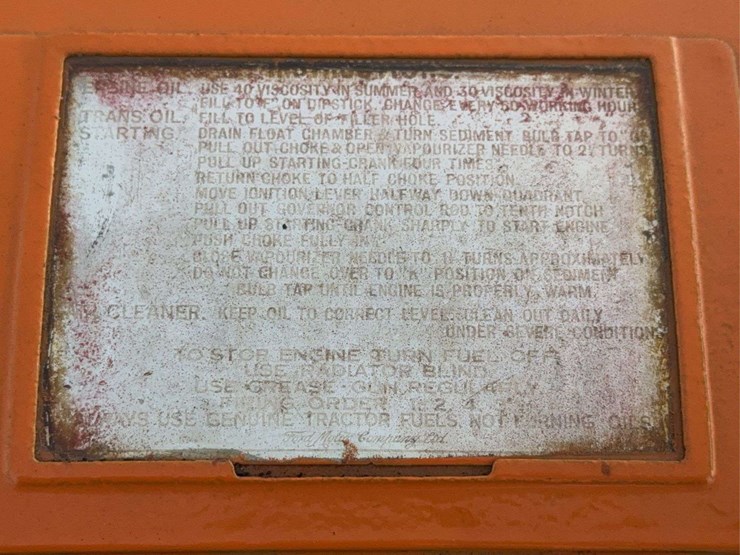 ENGINE OIL. USE 40 VISCOSITY IN SUMMER AND 30 VISCOSITY IN WINTER
FILL TO "F" ON DIPSTICK. CHANGE EVERY WORKING HOUR
TRANS. OIL. FILL TO LEVEL OF FILLER HOLE
STARTING. DRAIN FLOAT CHAMBER & TURN SEDIMENT BULB TAP TO "G"
PULL OUT CHOKE & OPEN VAPOURIZER NEEDLE TO 2 TURNS
PULL UP STARTING CRANK FOUR TIMES
RETURN CHOKE TO HALF CHOKE POSITION
MOVE IGNITION LEVER HALFWAY DOWN QUADRANT
PULL OUT GOVERNOR CONTROL ROD TO TENTH NOTCH
PULL UP STARTING CRANK SHARPLY TO START ENGINE
PUSH CHOKE FULLY IN
CLOSE VAPOURIZER NEEDLE TO TURNS APPROXIMATELY
DO NOT CHANGE OVER TO "K" POSITION ON SEDIMENT
BULB TAP UNTIL ENGINE IS PROPERLY WARM.
CLEANER. KEEP OIL TO CORRECT LEVEL. CLEAN OUT DAILY
UNDER SEVERE CONDITIONS
TO STOP ENGINE TURN FUEL OFF
USE RADIATOR BLIND
USE GREASE GUN REGULARLY
FIRING ORDER 1 2 4
ALWAYS USE GENUINE TRACTOR FUELS, NOT BURNING OILS
Ford Motor Company Ltd.